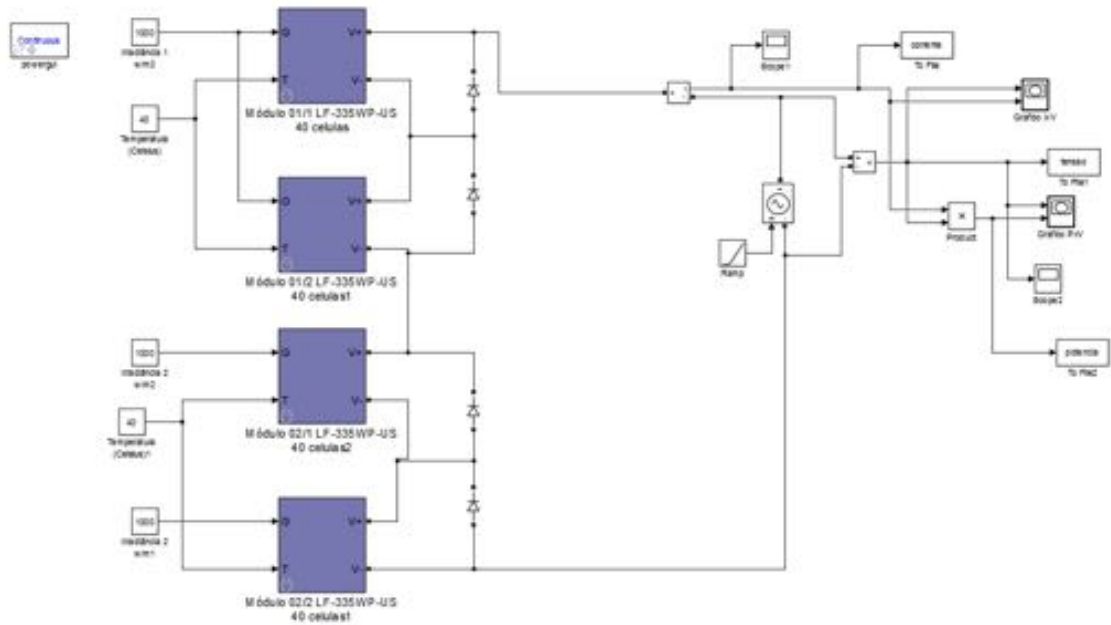 Continuous
powergui
1000
Irradiância 1
w/m2
40
Temperatura
(Celsius)
G
T
V+
V-
Módulo 01/1 LF-335WP-US
40 celulas
G
T
V+
V-
Módulo 01/2 LF-335WP-US
40 celulas1
1000
Irradiância 2
w/m2
40
Temperatura
(Celsius)1
G
T
V+
V-
Módulo 02/1 LF-335WP-US
40 celulas2
1000
Irradiância 2
w/m1
G
T
V+
V-
Módulo 02/2 LF-335WP-US
40 celulas1
Scope1
corrente
To File
Grafico I-V
tensao
To File1
Ramp
Product
Grafico P-V
Scope2
potencia
To File2